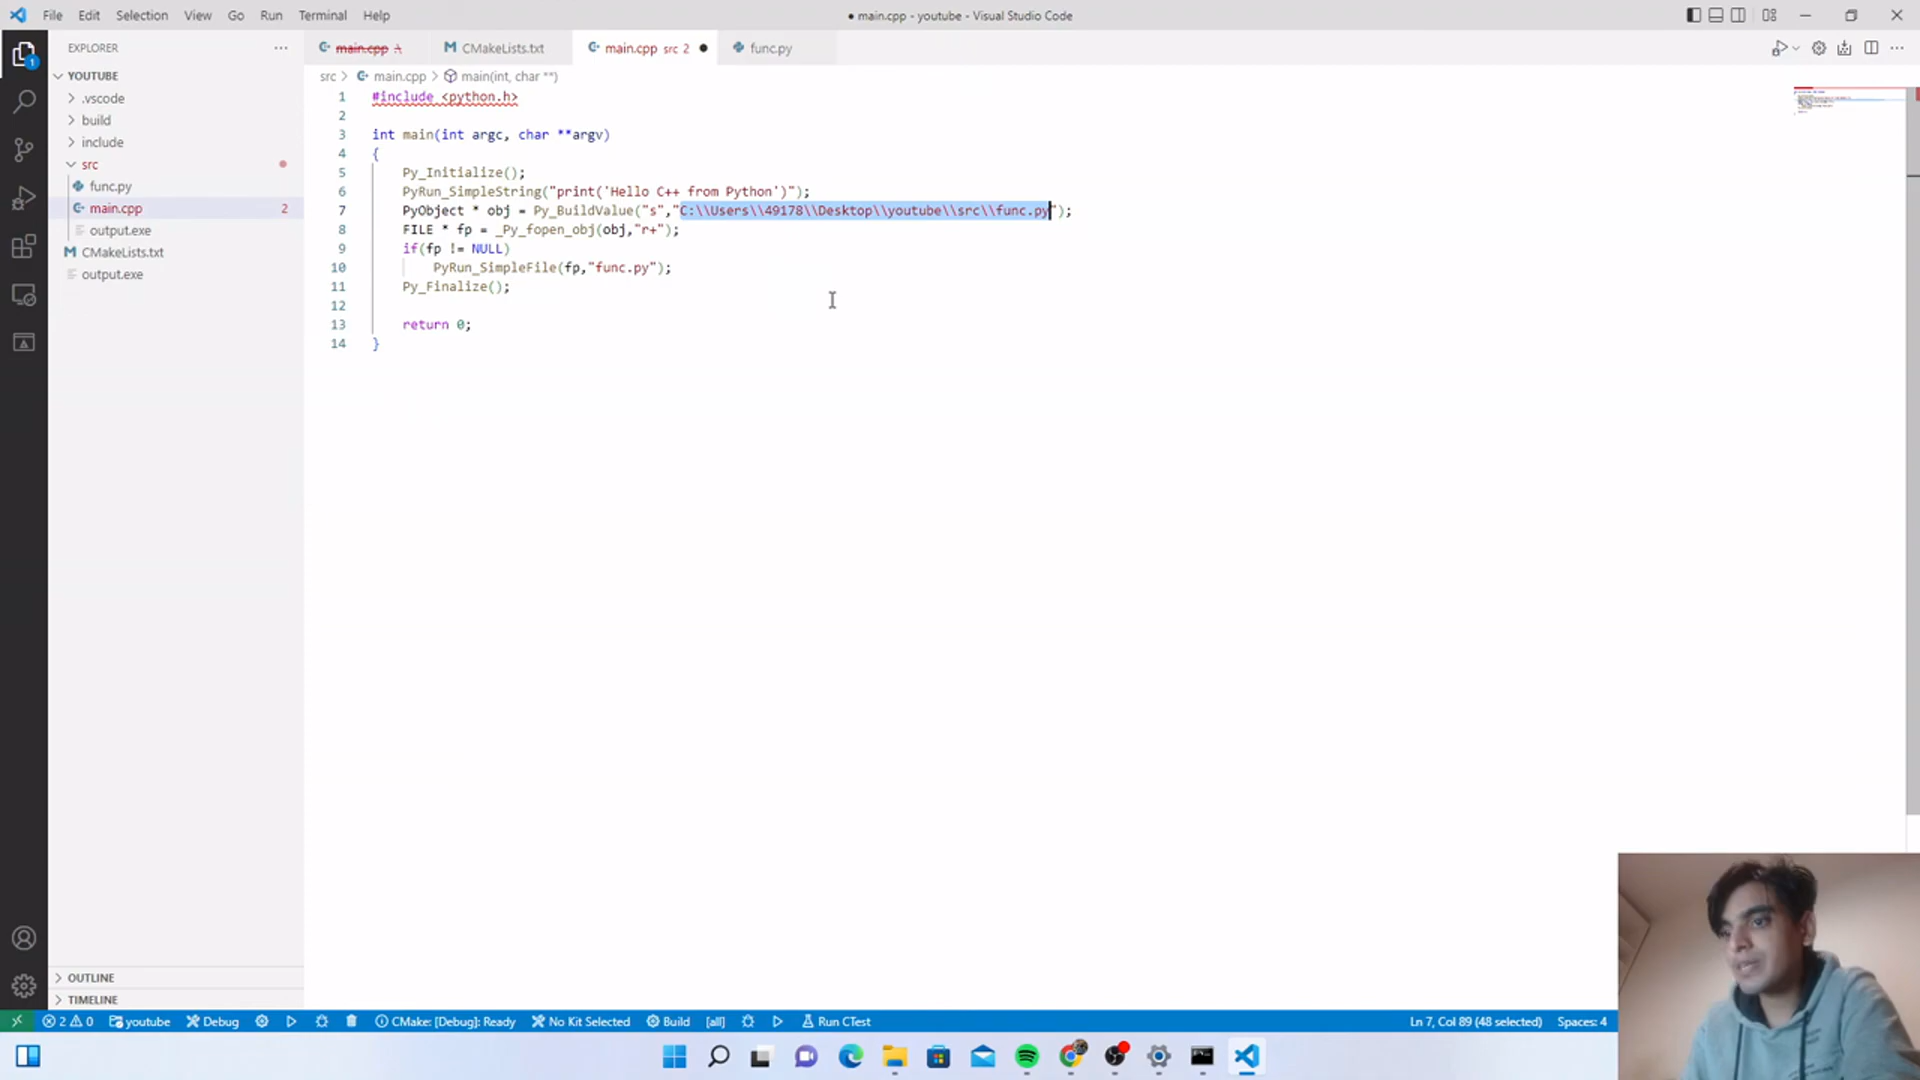 File Edit Selection View Go Run Terminal Help
● main.cpp - youtube - Visual Studio Code
EXPLORER
YOUTUBE
.vscode
build
include
src
func.py
main.cpp 2
output.exe
CMakeLists.txt
output.exe
OUTLINE
TIMELINE
main.cpp CMakeLists.txt main.cpp src 2 ● func.py
src > main.cpp > main(int, char **)
1 #include <python.h>
2
3 int main(int argc, char **argv)
4 {
5 Py_Initialize();
6 PyRun_SimpleString("print('Hello C++ from Python')");
7 PyObject * obj = Py_BuildValue("s","C:\\Users\\49178\\Desktop\\youtube\\src\\func.py");
8 FILE * fp = _Py_fopen_obj(obj,"r+");
9 if(fp != NULL)
10 PyRun_SimpleFile(fp,"func.py");
11 Py_Finalize();
12
13 return 0;
14 }
2 0 youtube Debug CMake: [Debug]: Ready No Kit Selected Build [all] Run CTest Ln 7, Col 89 (48 selected) Spaces: 4